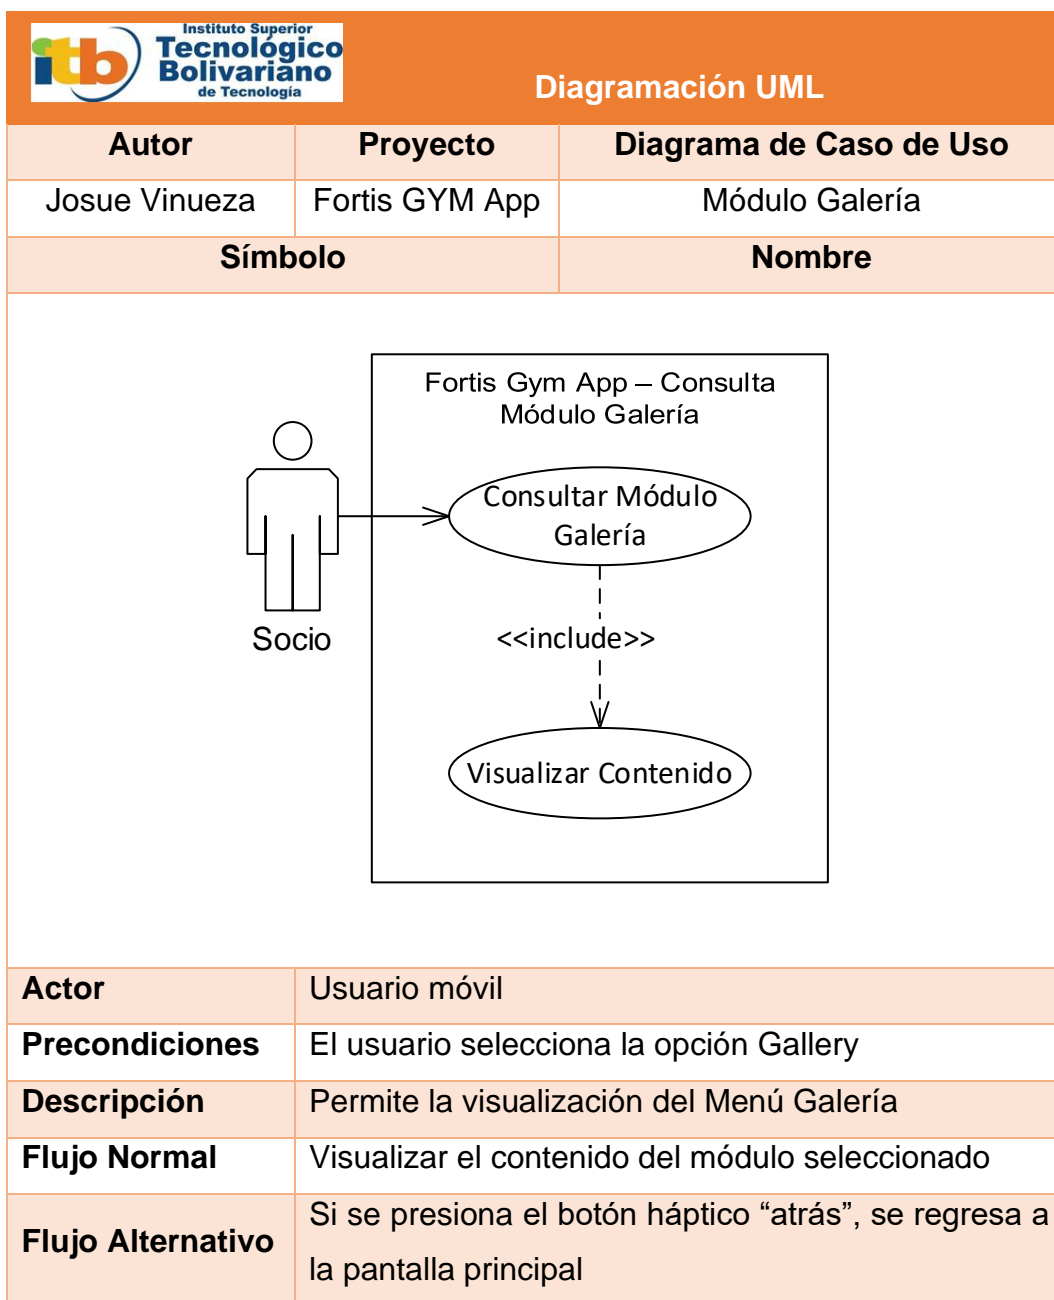 itb
Instituto Superior
Tecnológico
Bolivariano
de Tecnología
Diagramación UML
Autor
Proyecto
Diagrama de Caso de Uso
Josue Vinueza
Fortis GYM App
Módulo Galería
Símbolo
Nombre
Fortis Gym App – Consulta
Módulo Galería
Consultar Módulo
Galería
Socio
<<include>>
Visualizar Contenido
Actor
Usuario móvil
Precondiciones
El usuario selecciona la opción Gallery
Descripción
Permite la visualización del Menú Galería
Flujo Normal
Visualizar el contenido del módulo seleccionado
Flujo Alternativo
Si se presiona el botón háptico “atrás”, se regresa a
la pantalla principal